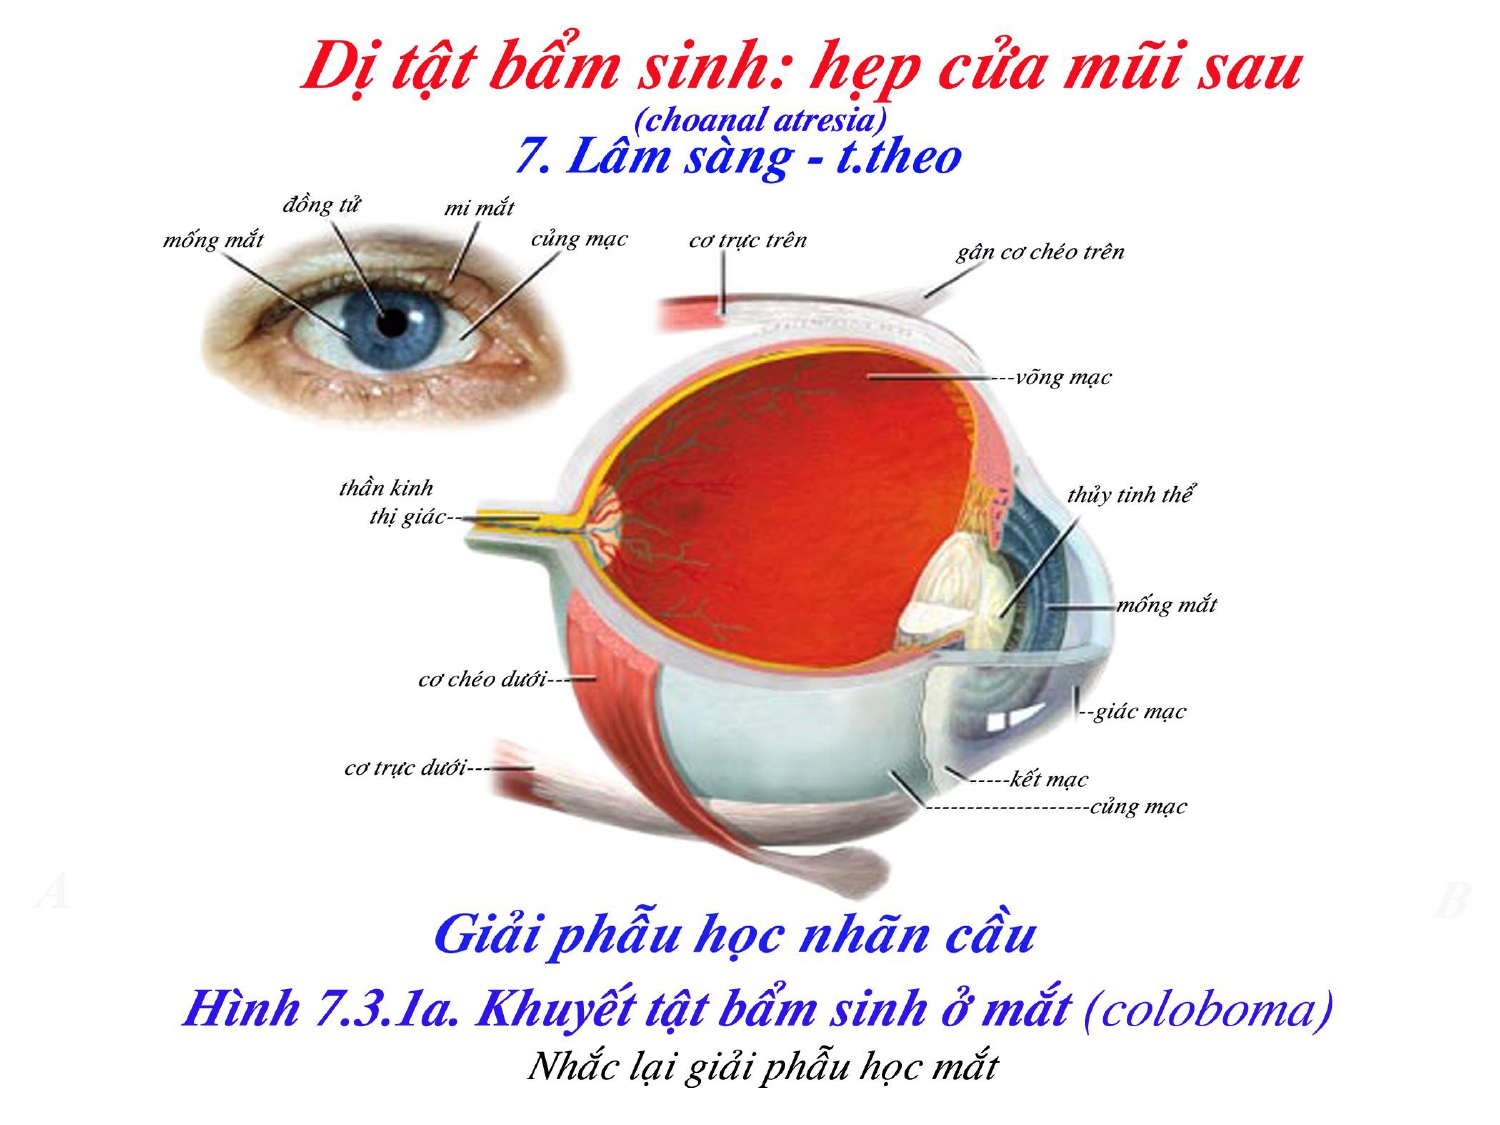 Dị tật bẩm sinh: hẹp cửa mũi sau
(choanal atresia)
7. Lâm sàng - t.theo
đồng tử
mi mắt
mống mắt
củng mạc
cơ trực trên
gân cơ chéo trên
---võng mạc
thần kinh
thị giác--
thủy tinh thể
mống mắt
cơ chéo dưới---
--giác mạc
cơ trực dưới---
-----kết mạc
--------------------củng mạc
A
B
Giải phẫu học nhãn cầu
Hình 7.3.1a. Khuyết tật bẩm sinh ở mắt (coloboma)
Nhắc lại giải phẫu học mắt